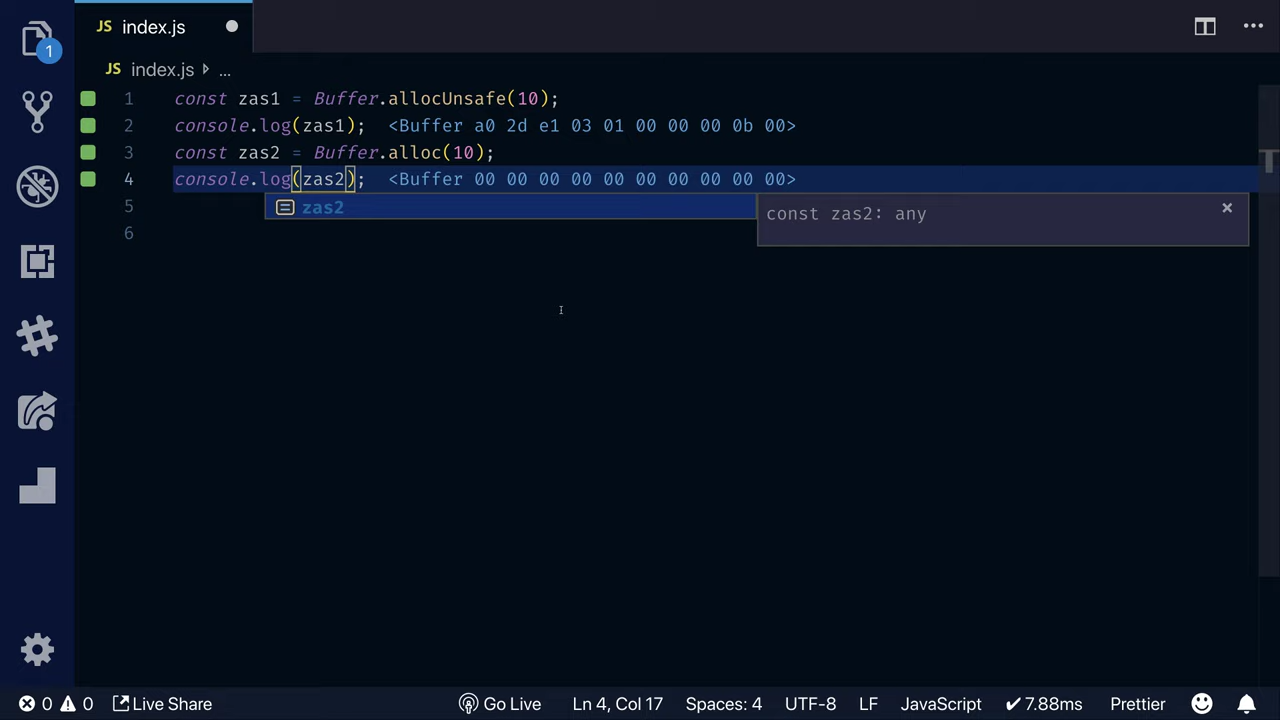 JS index.js
1
JS index.js ...
1 const zas1 = Buffer.allocUnsafe(10);
2 console.log(zas1); <Buffer a0 2d e1 03 01 00 00 00 0b 00>
3 const zas2 = Buffer.alloc(10);
4 console.log(zas2); <Buffer 00 00 00 00 00 00 00 00 00 00>
5
zas2
const zas2: any
6
0 0 Live Share Go Live Ln 4, Col 17 Spaces: 4 UTF-8 LF JavaScript ✓ 7.88ms Prettier